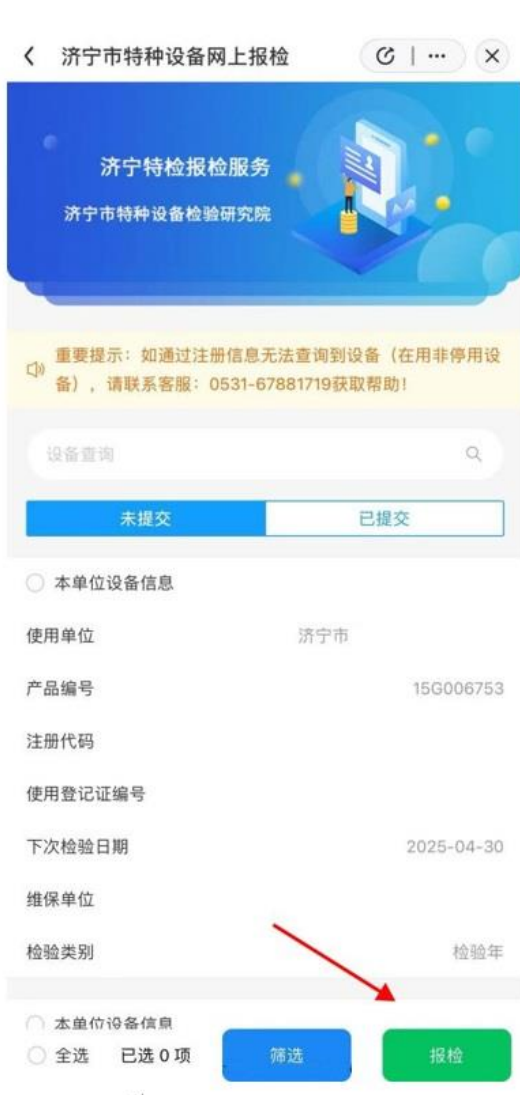 济宁市特种设备网上报检
济宁特检报检服务
济宁市特种设备检验研究院
重要提示：如通过注册信息无法查询到设备（在用非停用设
备），请联系客服：0531-67881719获取帮助！
设备查询
未提交 已提交
本单位设备信息
使用单位 济宁市
产品编号 15G006753
注册代码
使用登记证编号
下次检验日期 2025-04-30
维保单位
检验类别 检验年
本单位设备信息
全选 已选 0 项 筛选 报检